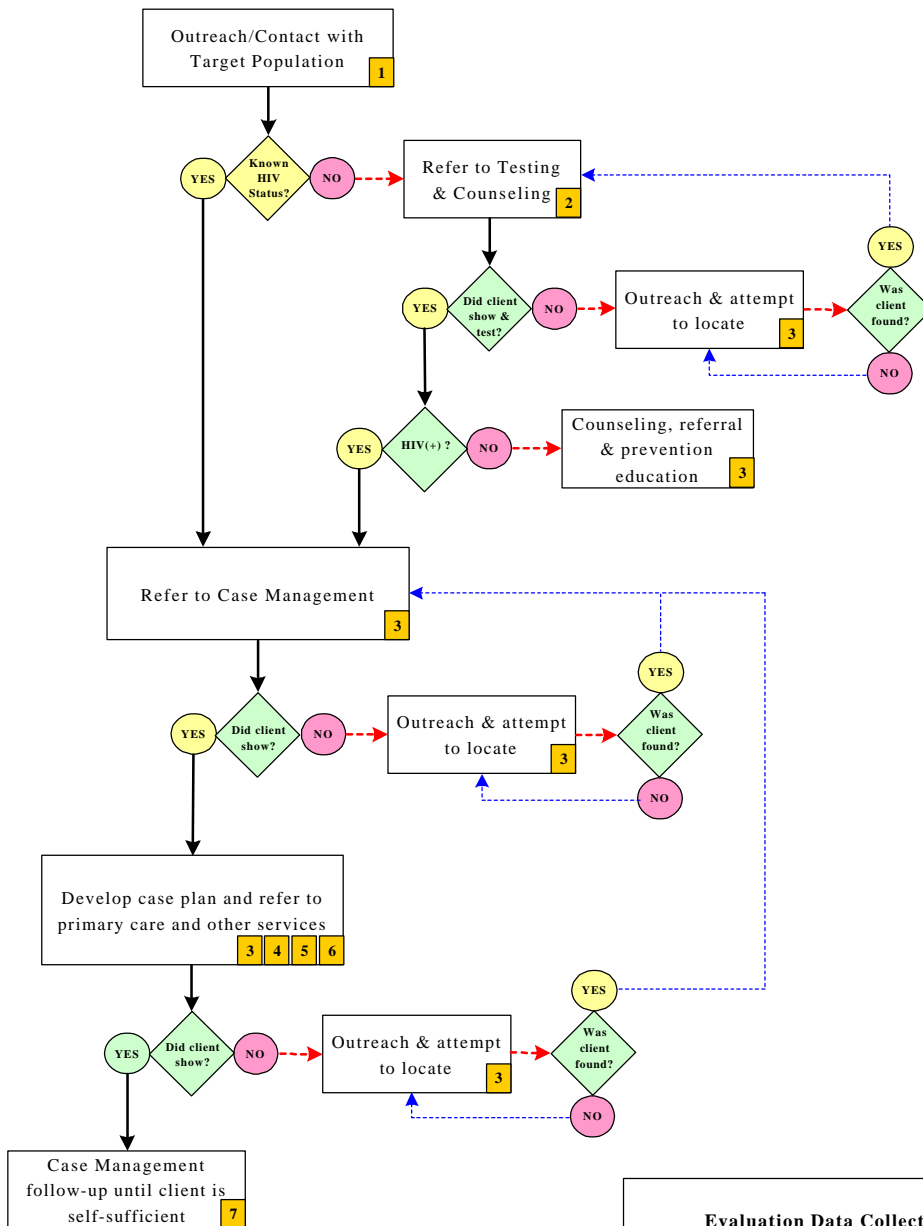 Outreach/Contact with
Target Population
1
Known
HIV
Status?
YES
NO
Refer to Testing
& Counseling
2
YES
Did client
show &
test?
NO
Outreach & attempt
to locate
3
YES
Was
client
found?
NO
YES
HIV(+) ?
NO
Counseling, referral
& prevention
education
3
Refer to Case Management
3
YES
Did client
show?
NO
Outreach & attempt
to locate
3
YES
Was
client
found?
NO
Develop case plan and refer to
primary care and other services
3 4 5 6
YES
Did client
show?
NO
Outreach & attempt
to locate
3
YES
Was
client
found?
NO
Case Management
follow-up until client is
self-sufficient
7
Evaluation Data Collect